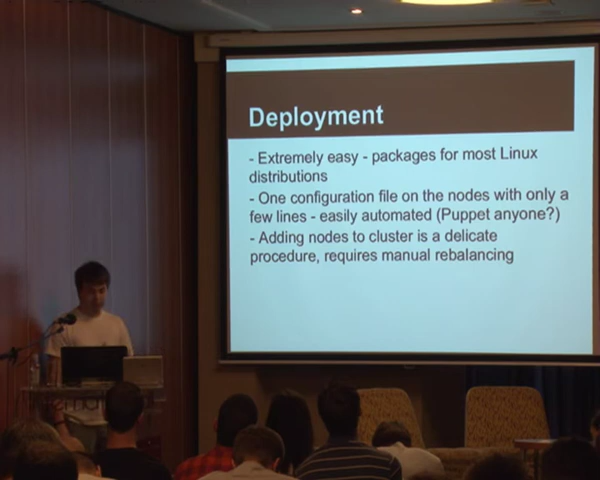 Deployment
- Extremely easy - packages for most Linux
distributions
- One configuration file on the nodes with only a
few lines - easily automated (Puppet anyone?)
- Adding nodes to cluster is a delicate
procedure, requires manual rebalancing